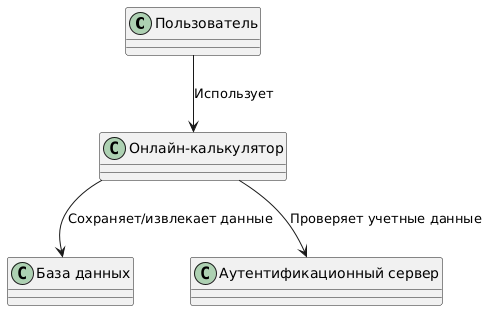 C Пользователь
Использует
C Онлайн-калькулятор
Сохраняет/извлекает данные
Проверяет учетные данные
C База данных
C Аутентификационный сервер